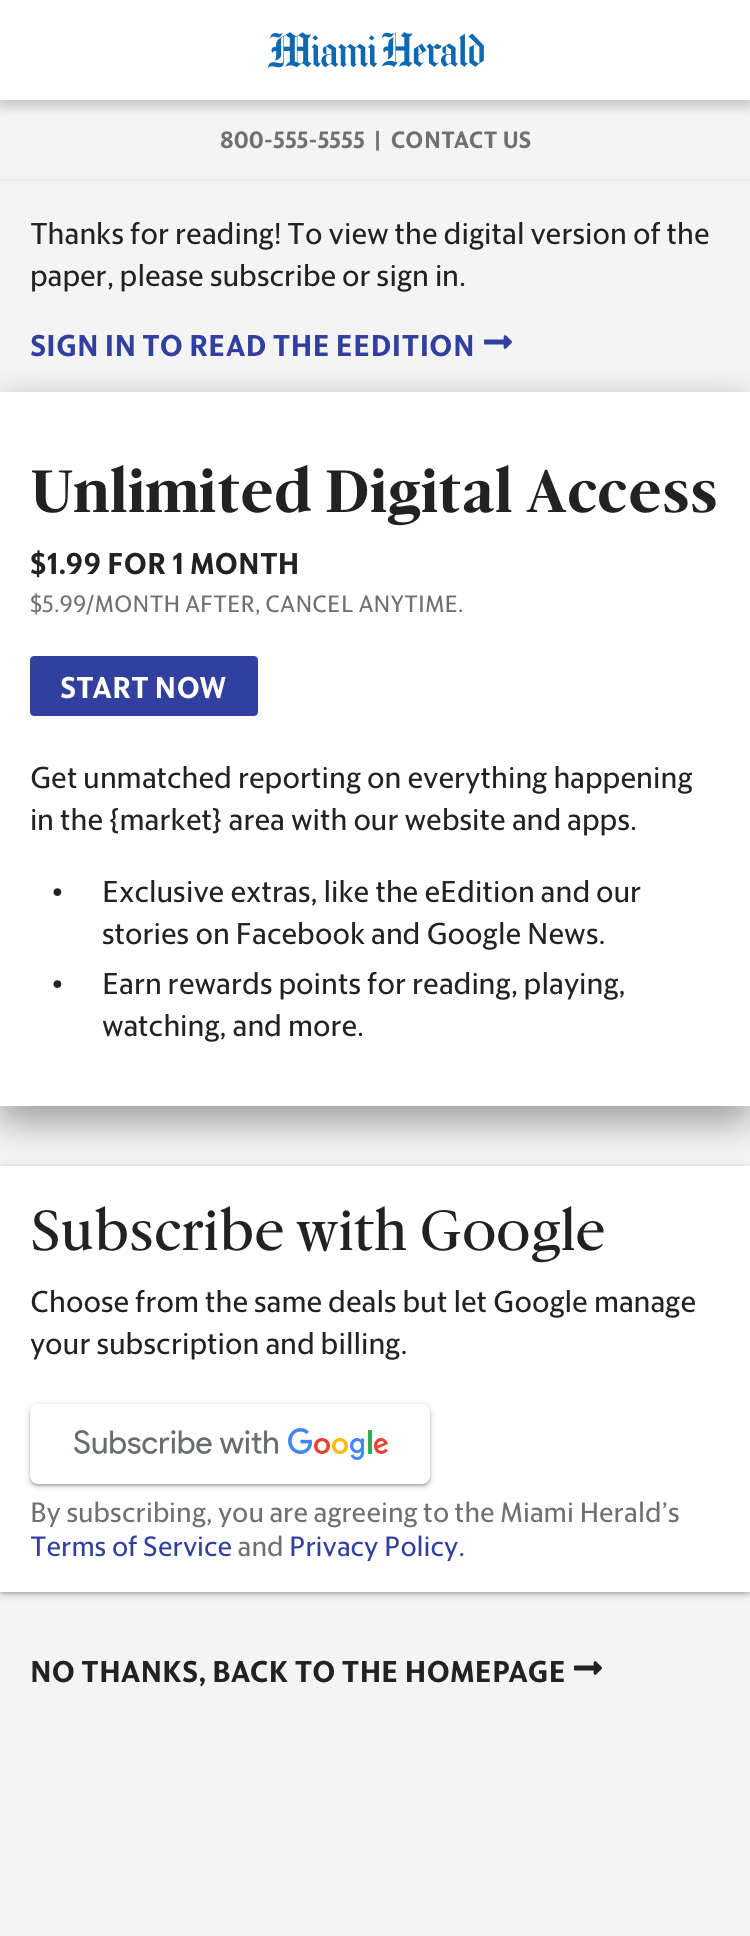 Miami Herald
800-555-5555 | CONTACT US
Thanks for reading! To view the digital version of the
paper, please subscribe or sign in.
SIGN IN TO READ THE EEDITION →
Unlimited Digital Access
$1.99 FOR 1 MONTH
$5.99/MONTH AFTER, CANCEL ANYTIME.
START NOW
Get unmatched reporting on everything happening
in the {market} area with our website and apps.
• Exclusive extras, like the eEdition and our
stories on Facebook and Google News.
• Earn rewards points for reading, playing,
watching, and more.
Subscribe with Google
Choose from the same deals but let Google manage
your subscription and billing.
Subscribe with Google
By subscribing, you are agreeing to the Miami Herald’s
Terms of Service and Privacy Policy.
NO THANKS, BACK TO THE HOMEPAGE →